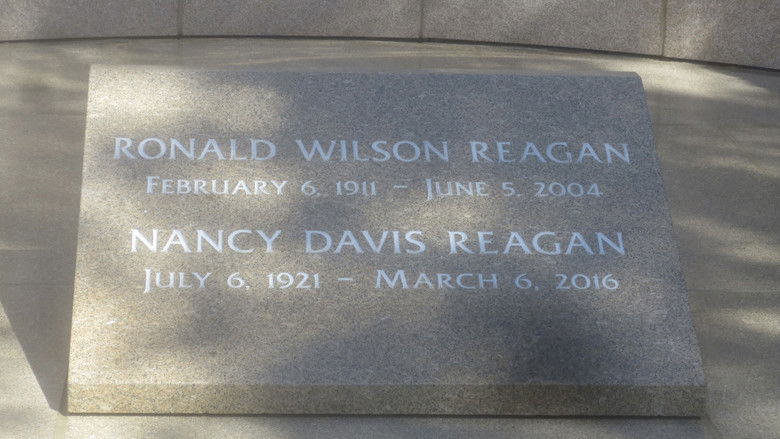 RONALD WILSON REAGAN
FEBRUARY 6, 1911 – JUNE 5, 2004
NANCY DAVIS REAGAN
JULY 6, 1921 – MARCH 6, 2016